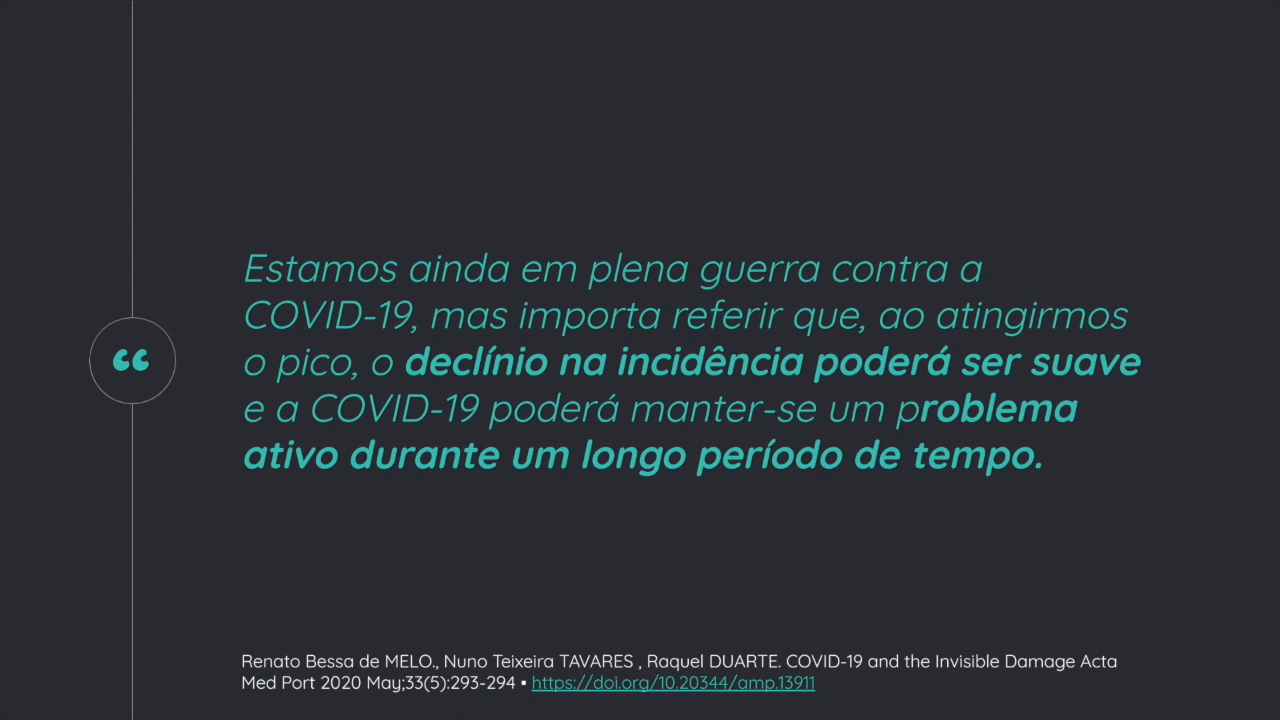 “
Estamos ainda em plena guerra contra a
COVID-19, mas importa referir que, ao atingirmos
o pico, o declínio na incidência poderá ser suave
e a COVID-19 poderá manter-se um problema
ativo durante um longo período de tempo.
Renato Bessa de MELO., Nuno Teixeira TAVARES , Raquel DUARTE. COVID-19 and the Invisible Damage Acta
Med Port 2020 May;33(5):293-294 ▪ https://doi.org/10.20344/amp.13911